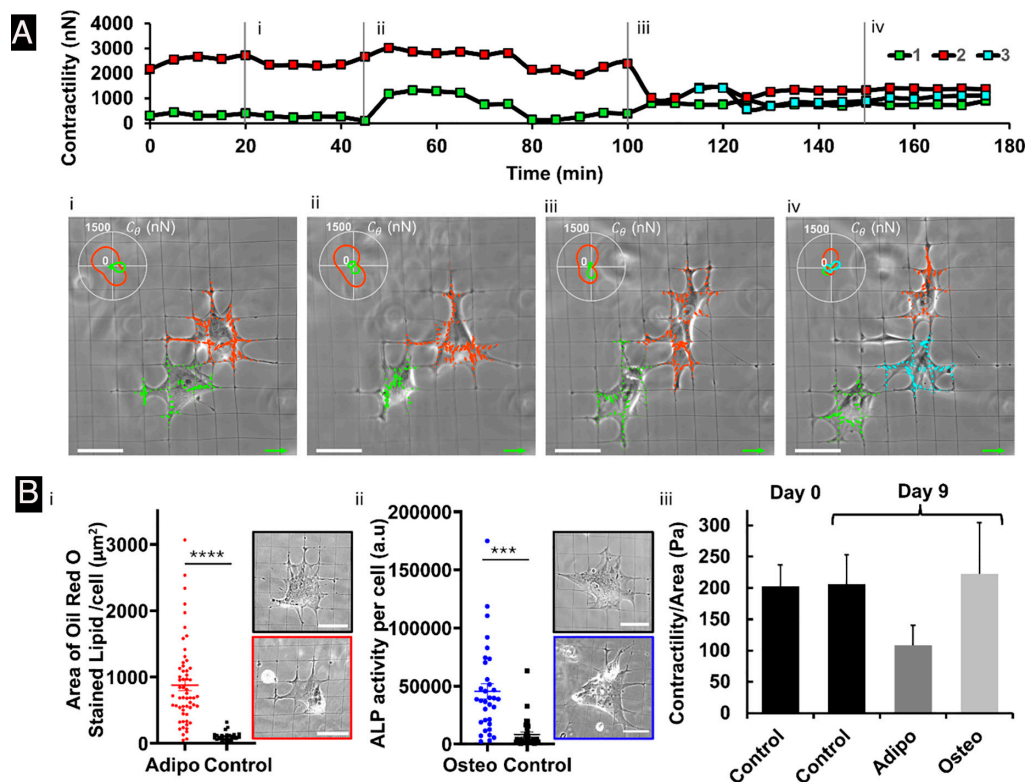 A
i
ii
iii
iv
Contractility (nN)
4000
3000
2000
1000
0
1 2 3
0 20 40 60 80 100 120 140 160 180
Time (min)
i
1500 Cθ (nN)
0
ii
1500 Cθ (nN)
0
iii
1500 Cθ (nN)
0
iv
1500 Cθ (nN)
0
B
i
Area of Oil Red O
Stained Lipid /cell (µm²)
3000
2000
1000
0
****
Adipo Control
ii
ALP activity per cell (a.u)
200000
150000
100000
50000
0
***
Osteo Control
iii
Day 0 Day 9
Contractility/Area (Pa)
300
250
200
150
100
50
0
Control
Control
Adipo
Osteo